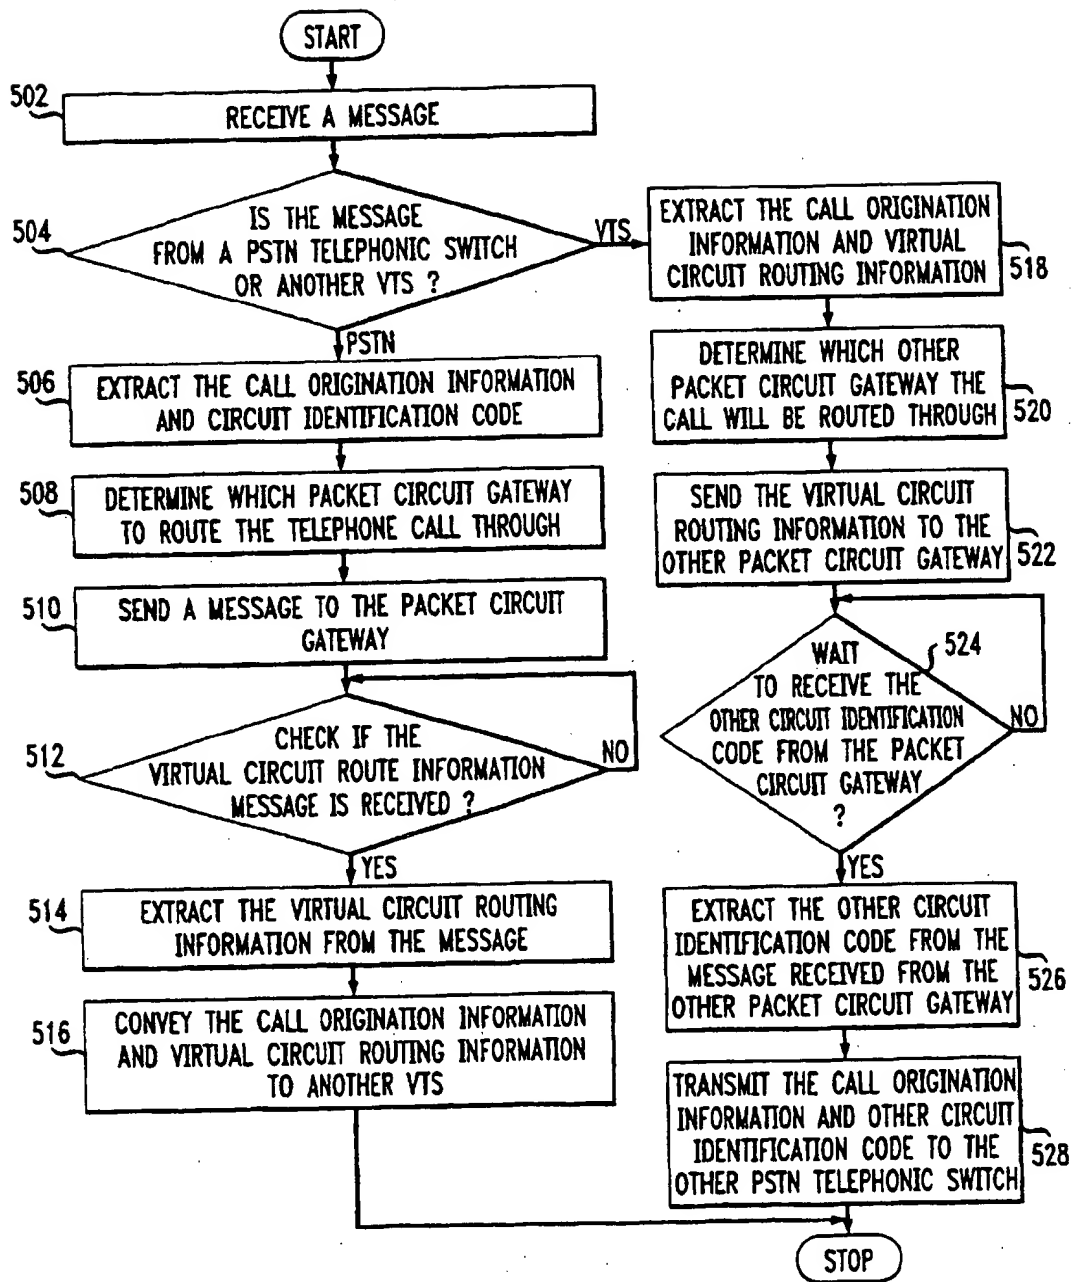 START
502
RECEIVE A MESSAGE
504
IS THE MESSAGE
FROM A PSTN TELEPHONIC SWITCH
OR ANOTHER VTS ?
VTS
PSTN
506
EXTRACT THE CALL ORIGINATION INFORMATION
AND CIRCUIT IDENTIFICATION CODE
508
DETERMINE WHICH PACKET CIRCUIT GATEWAY
TO ROUTE THE TELEPHONE CALL THROUGH
510
SEND A MESSAGE TO THE PACKET CIRCUIT
GATEWAY
512
CHECK IF THE
VIRTUAL CIRCUIT ROUTE INFORMATION
MESSAGE IS RECEIVED ?
NO
YES
514
EXTRACT THE VIRTUAL CIRCUIT ROUTING
INFORMATION FROM THE MESSAGE
516
CONVEY THE CALL ORIGINATION INFORMATION
AND VIRTUAL CIRCUIT ROUTING INFORMATION
TO ANOTHER VTS
EXTRACT THE CALL ORIGINATION
INFORMATION AND VIRTUAL
CIRCUIT ROUTING INFORMATION
518
DETERMINE WHICH OTHER
PACKET CIRCUIT GATEWAY THE
CALL WILL BE ROUTED THROUGH
520
SEND THE VIRTUAL CIRCUIT
ROUTING INFORMATION TO THE
OTHER PACKET CIRCUIT GATEWAY
522
524
WAIT
TO RECEIVE THE
OTHER CIRCUIT IDENTIFICATION
CODE FROM THE PACKET
CIRCUIT GATEWAY
?
NO
YES
EXTRACT THE OTHER CIRCUIT
IDENTIFICATION CODE FROM THE
MESSAGE RECEIVED FROM THE
OTHER PACKET CIRCUIT GATEWAY
526
TRANSMIT THE CALL ORIGINATION
INFORMATION AND OTHER CIRCUIT
IDENTIFICATION CODE TO THE
OTHER PSTN TELEPHONIC SWITCH
528
STOP